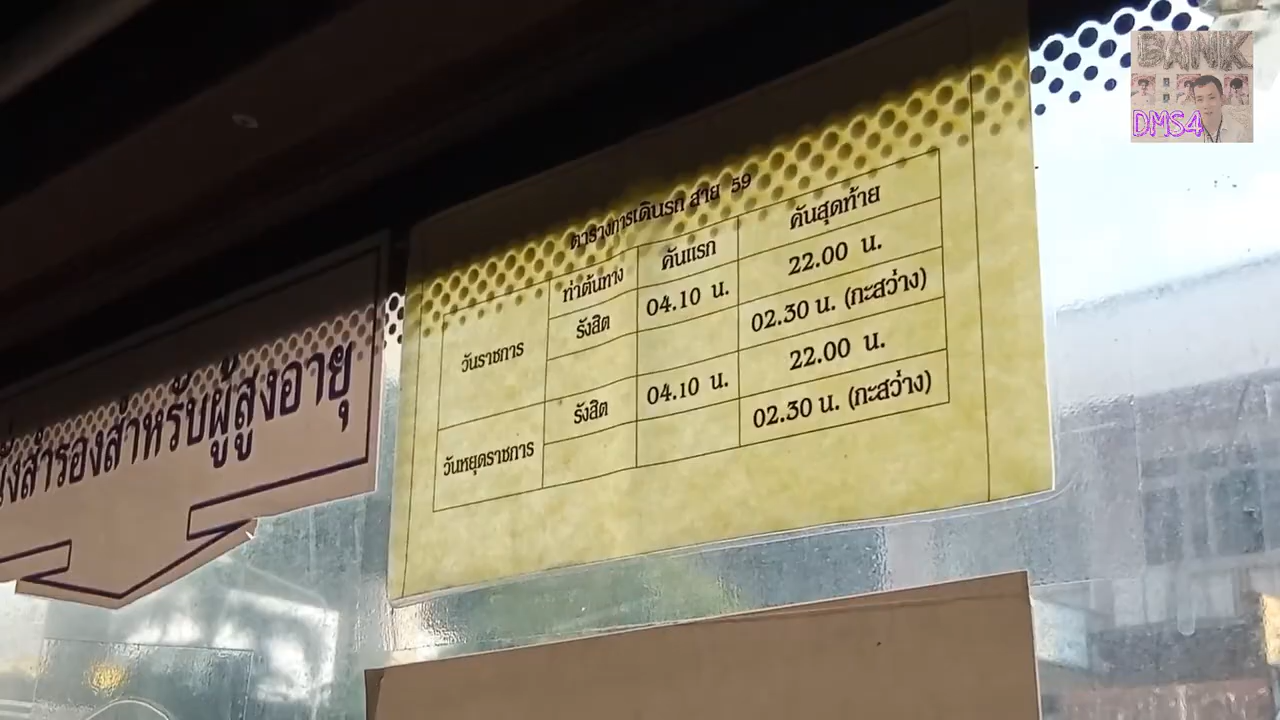 BANK
DMS4
ตารางการเดินรถ สาย 59
ท่าต้นทาง คันแรก คันสุดท้าย
วันราชการ รังสิต 04.10 น. 22.00 น.
02.30 น. (กะสว่าง)
วันหยุดราชการ รังสิต 04.10 น. 22.00 น.
02.30 น. (กะสว่าง)
สำรองสำหรับผู้สูงอายุ